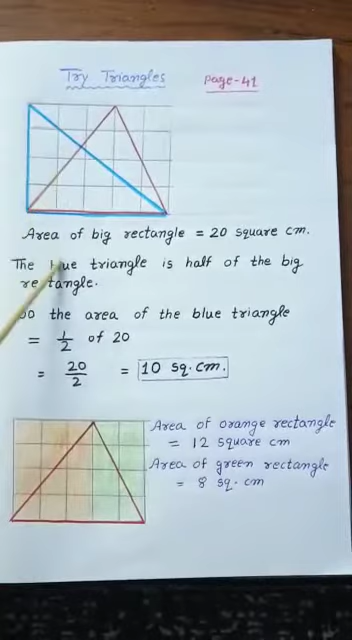 Try Triangles
Page-41
Area of big rectangle = 20 square cm.
The blue triangle is half of the big
rectangle.
So the area of the blue triangle
= 1/2 of 20
= 20/2 = 10 sq.cm.
Area of orange rectangle
= 12 square cm
Area of green rectangle
= 8 sq.cm